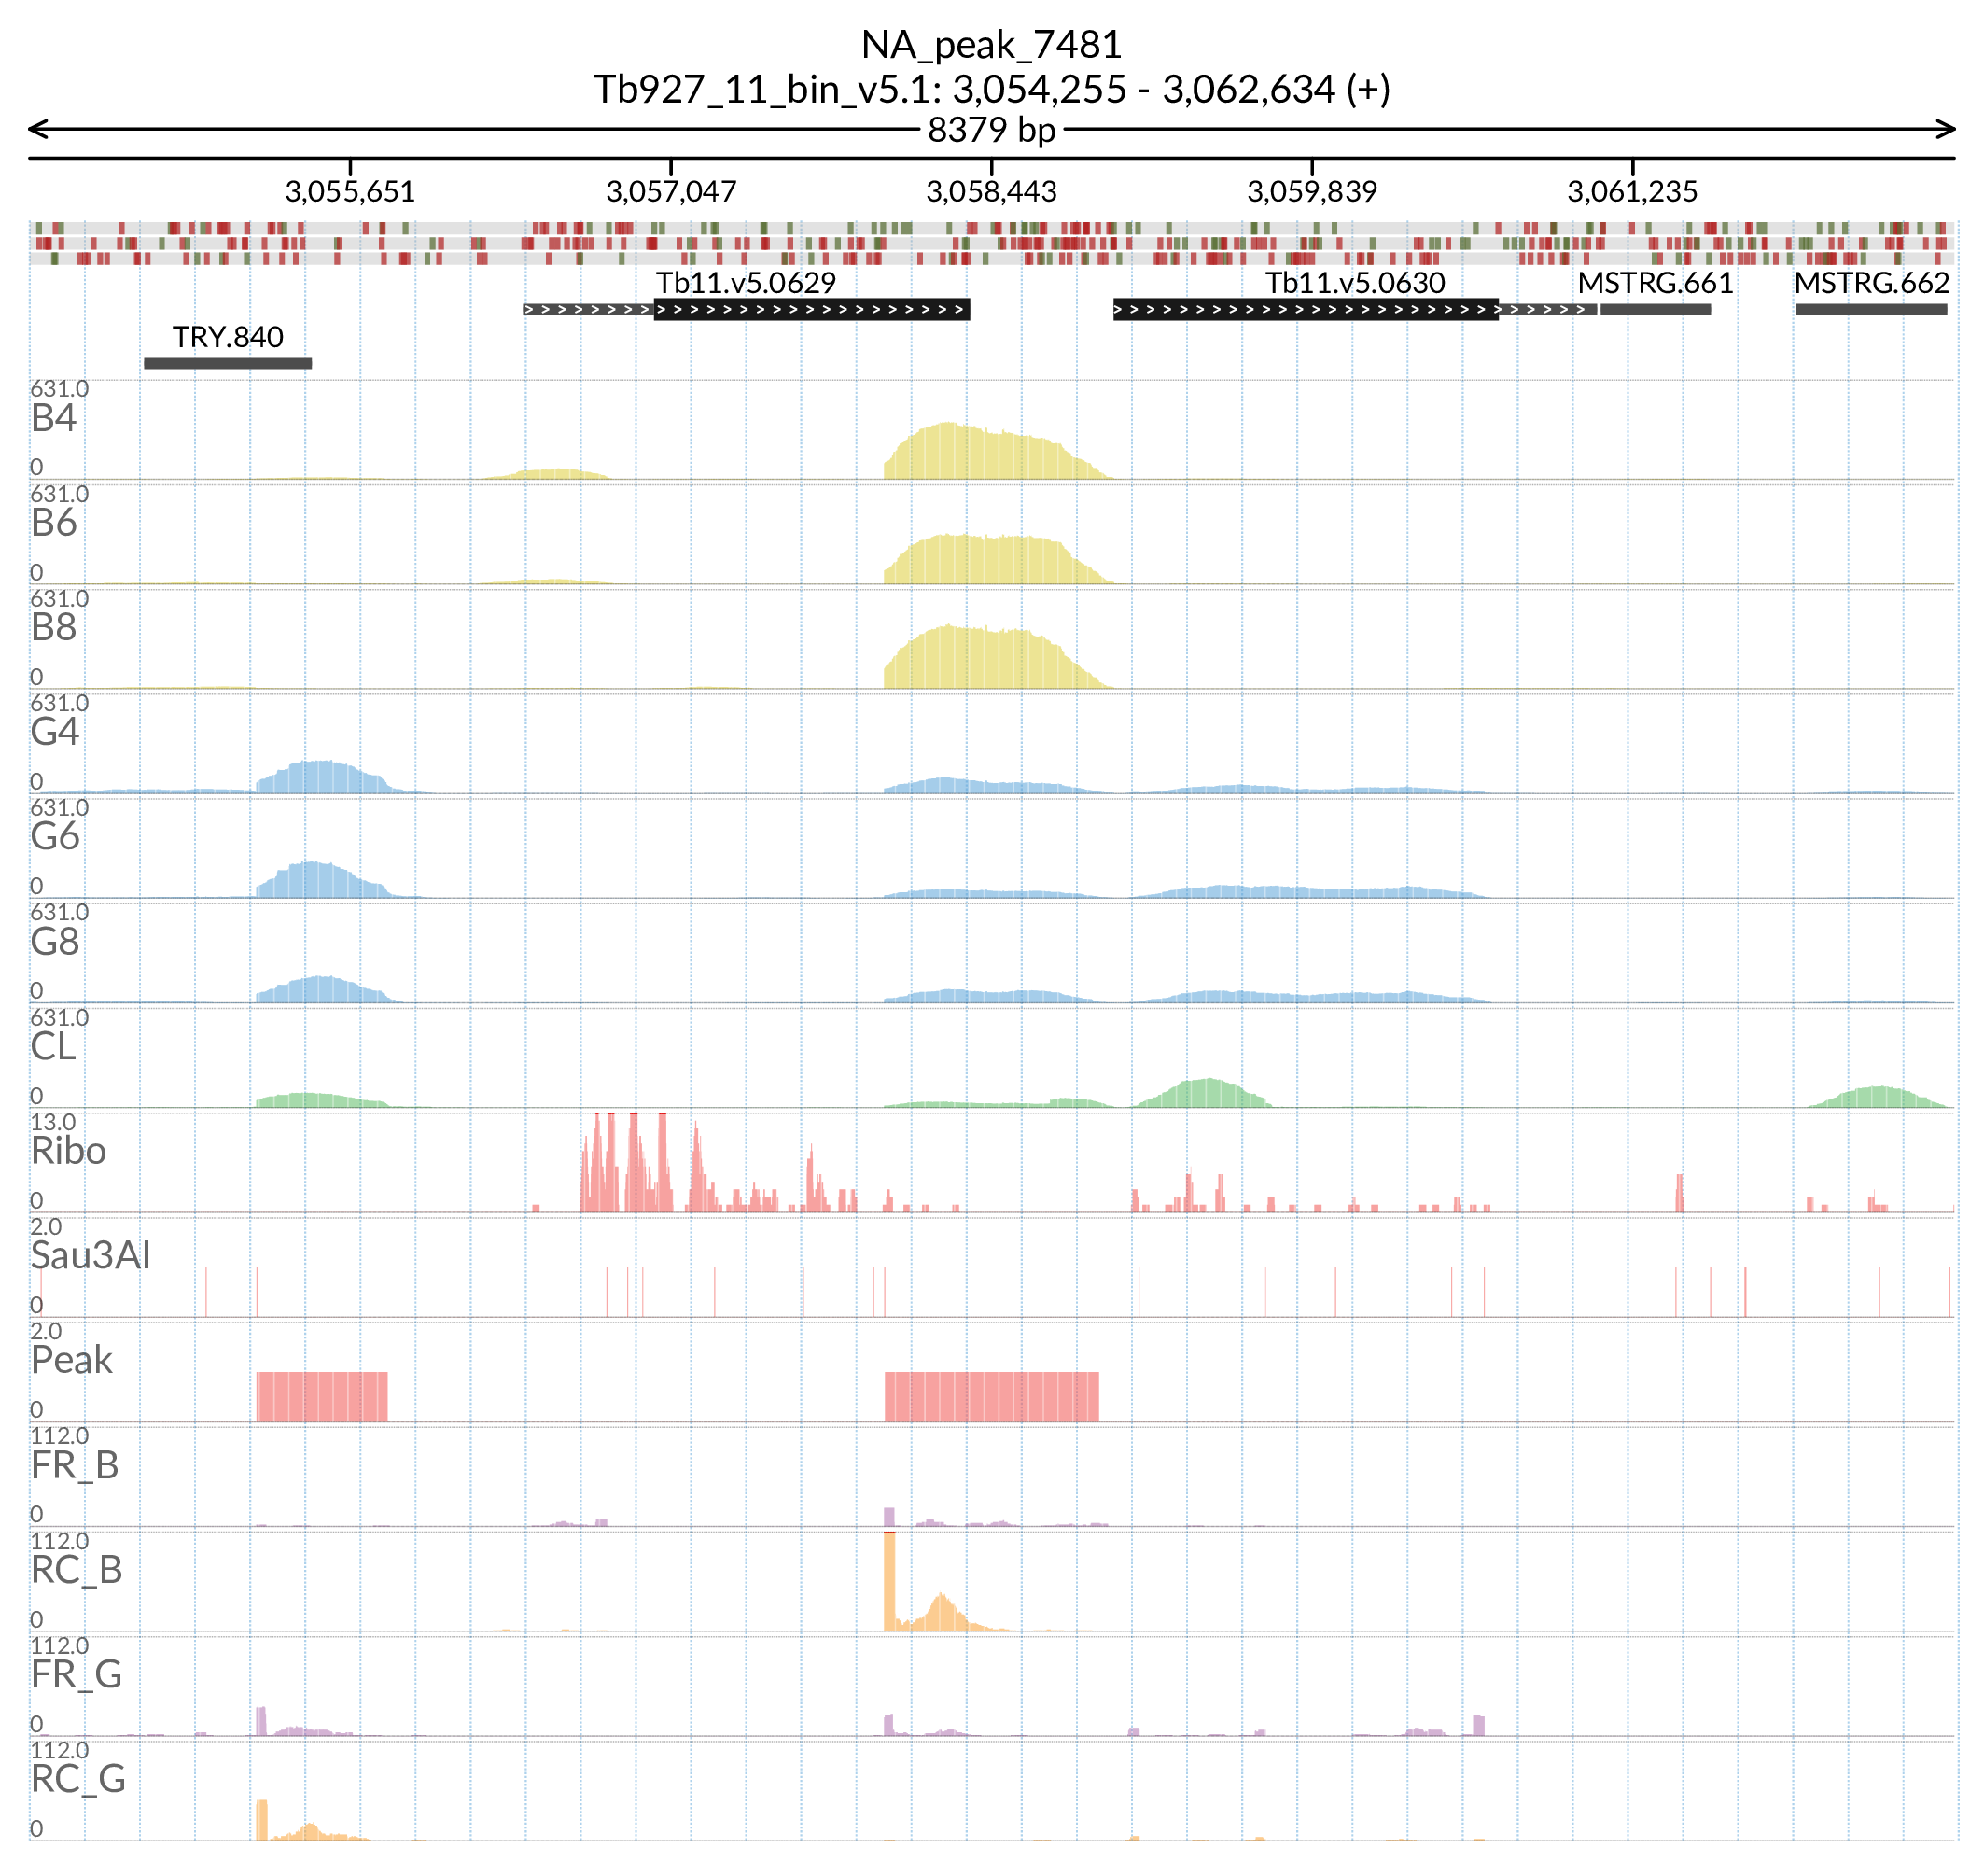 NA_peak_7481
Tb927_11_bin_v5.1: 3,054,255 - 3,062,634 (+)
8379 bp
3,055,651 3,057,047 3,058,443 3,059,839 3,061,235
Tb11.v5.0629 Tb11.v5.0630 MSTRG.661 MSTRG.662
TRY.840
631.0
B4
0
631.0
B6
0
631.0
B8
0
631.0
G4
0
631.0
G6
0
631.0
G8
0
631.0
CL
0
13.0
Ribo
0
2.0
Sau3AI
0
2.0
Peak
0
112.0
FR_B
0
112.0
RC_B
0
112.0
FR_G
0
112.0
RC_G
0